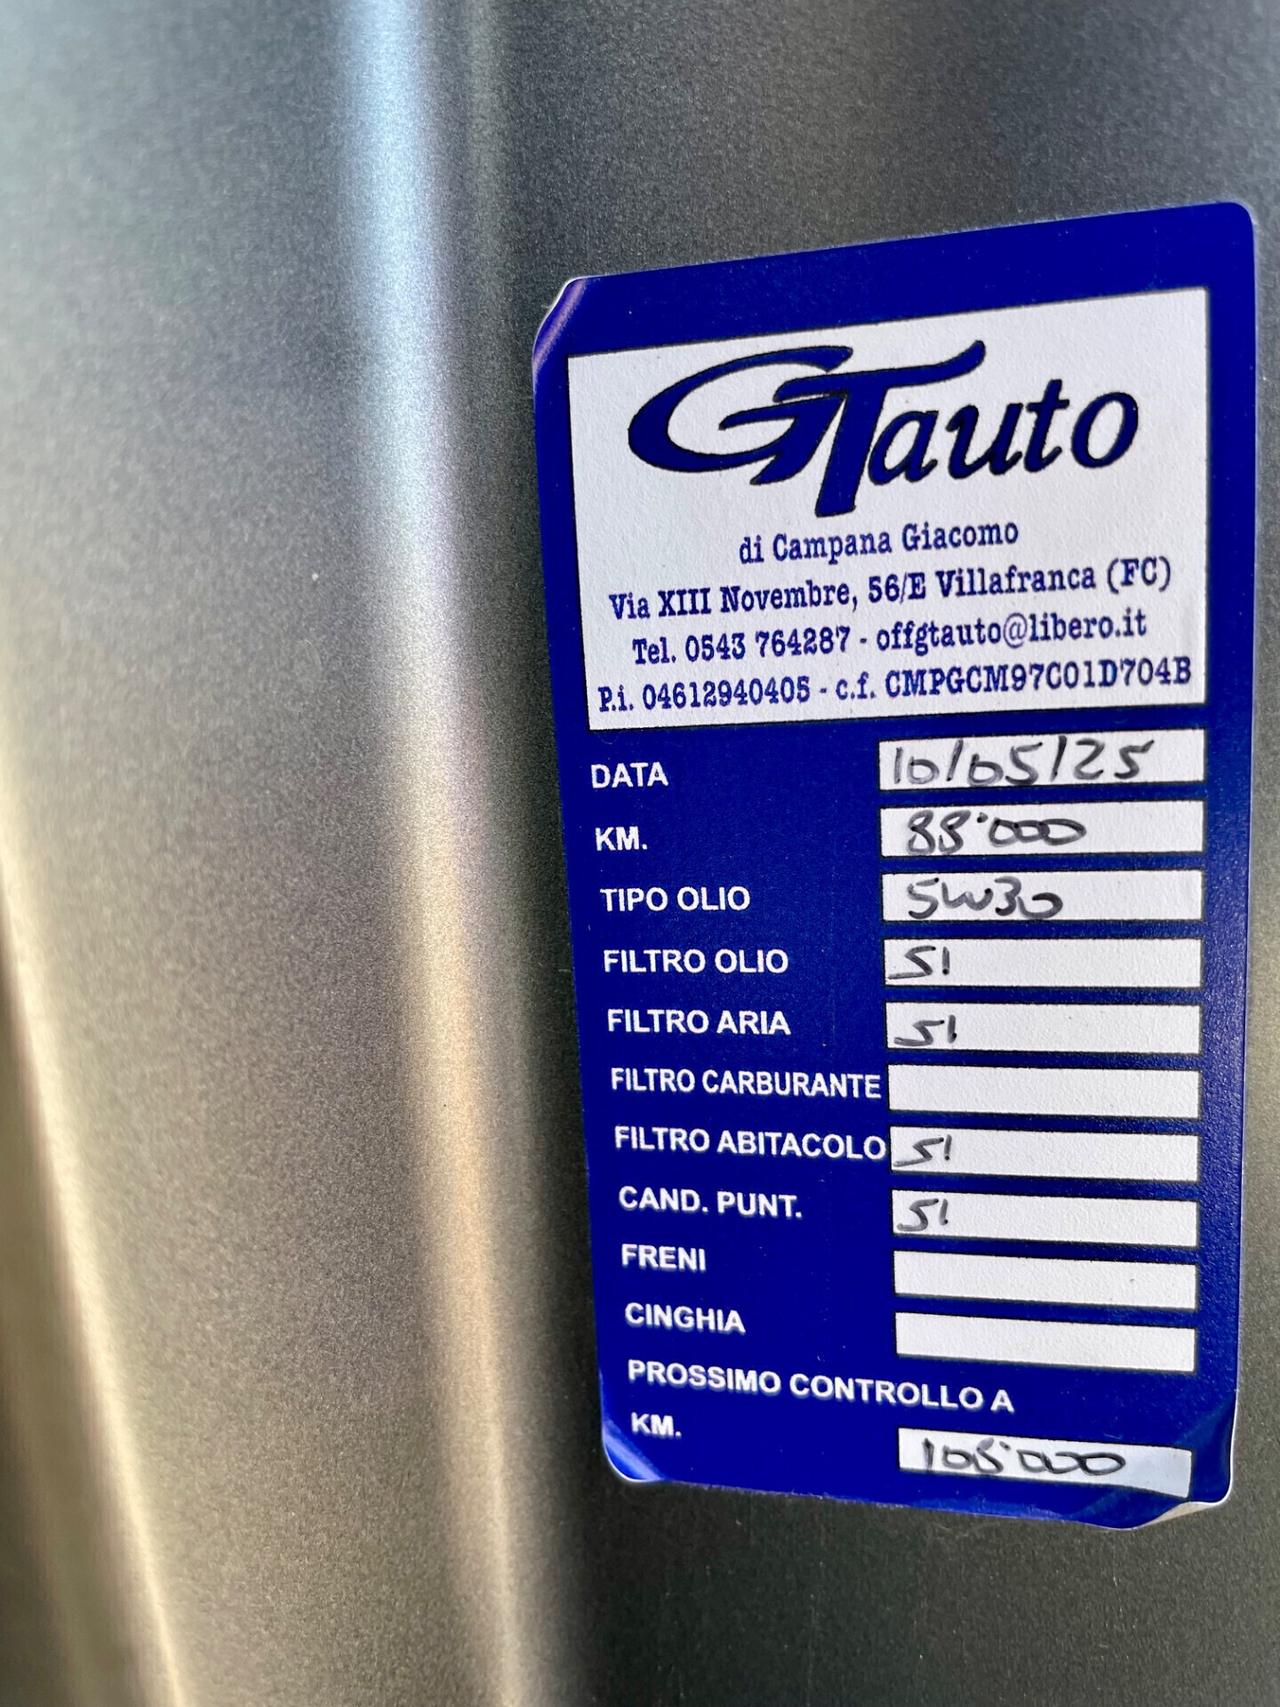 GTauto
di Campana Giacomo
Via XIII Novembre, 56/E Villafranca (FC)
Tel. 0543 764287 - offgtauto@libero.it
P.i. 04612940405 - c.f. CMPGCM97C01D704B
DATA 10/05/25
KM. 88'000
TIPO OLIO 5W30
FILTRO OLIO SI
FILTRO ARIA SI
FILTRO CARBURANTE
FILTRO ABITACOLO SI
CAND. PUNT. SI
FRENI
CINGHIA
PROSSIMO CONTROLLO A
KM. 108'000